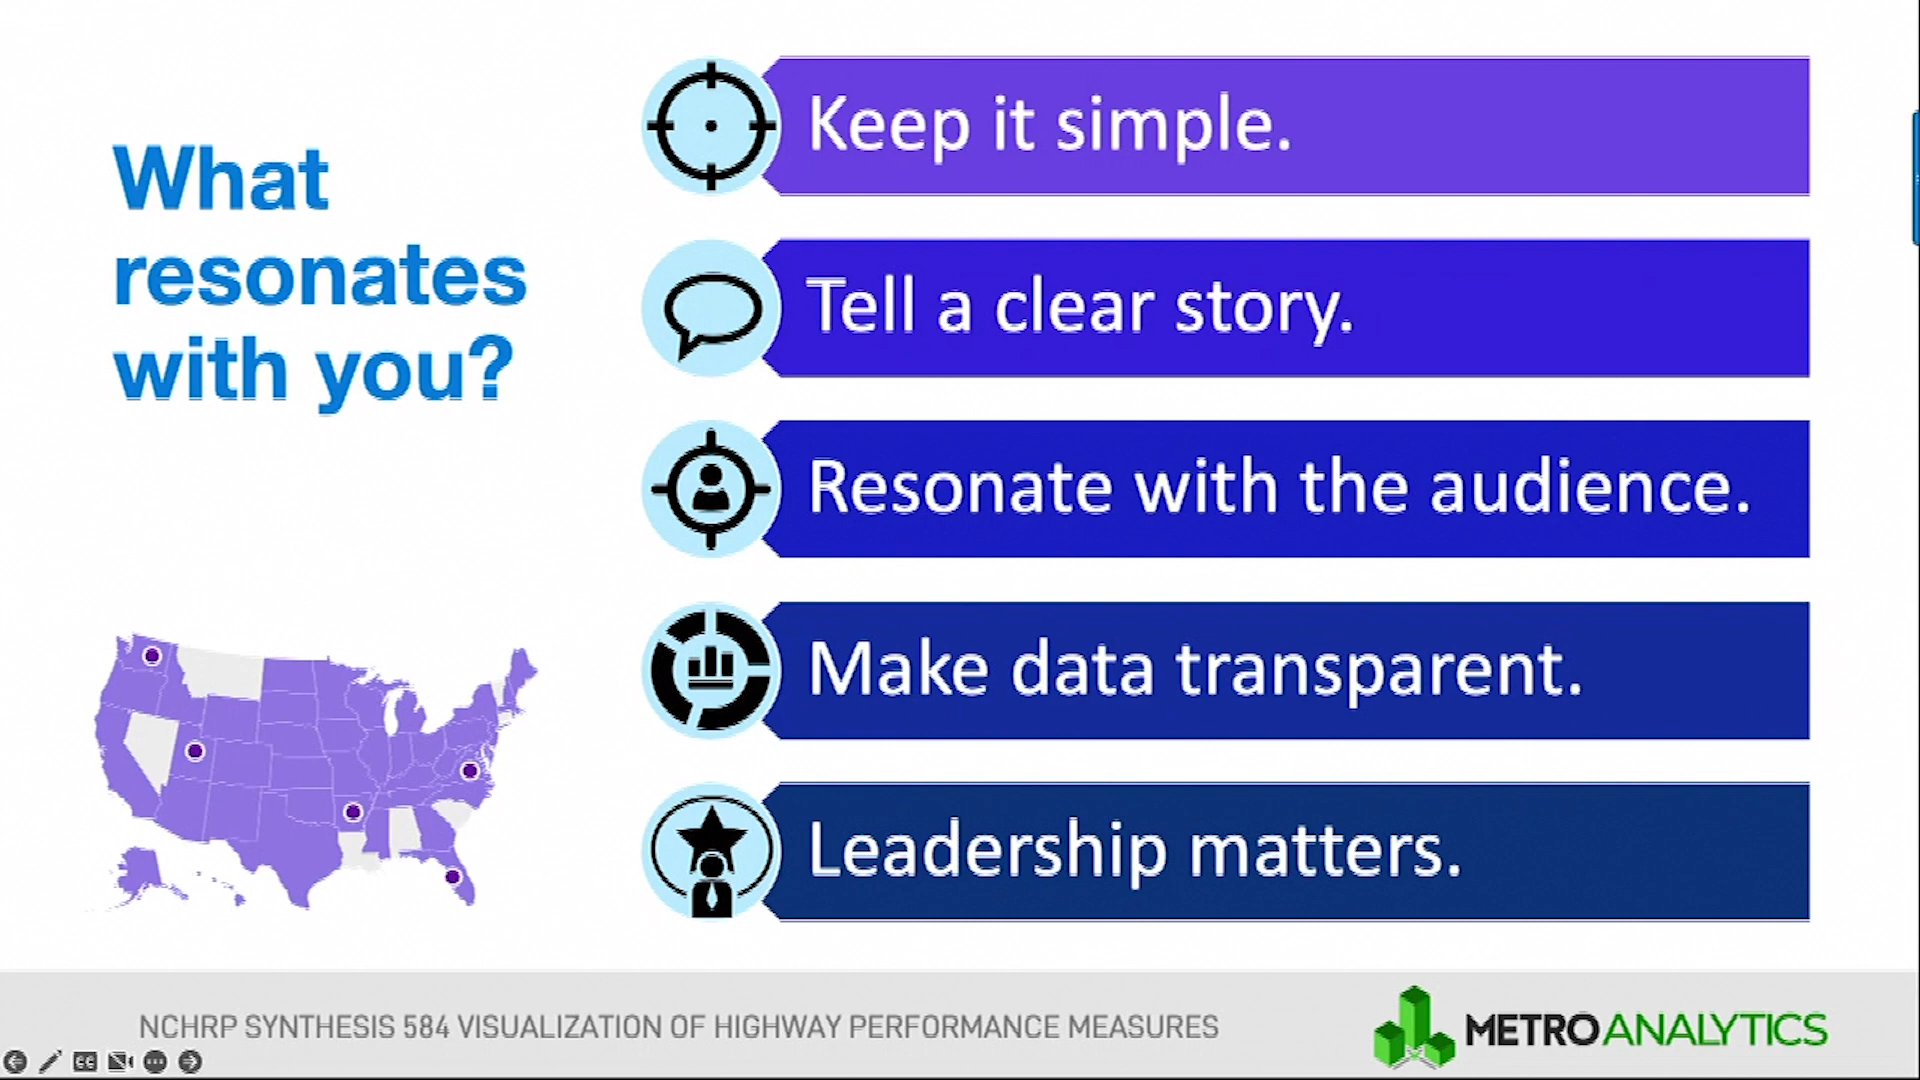 What
resonates
with you?
Keep it simple.
Tell a clear story.
Resonate with the audience.
Make data transparent.
Leadership matters.
NCHRP SYNTHESIS 584 VISUALIZATION OF HIGHWAY PERFORMANCE MEASURES
METROANALYTICS
CC